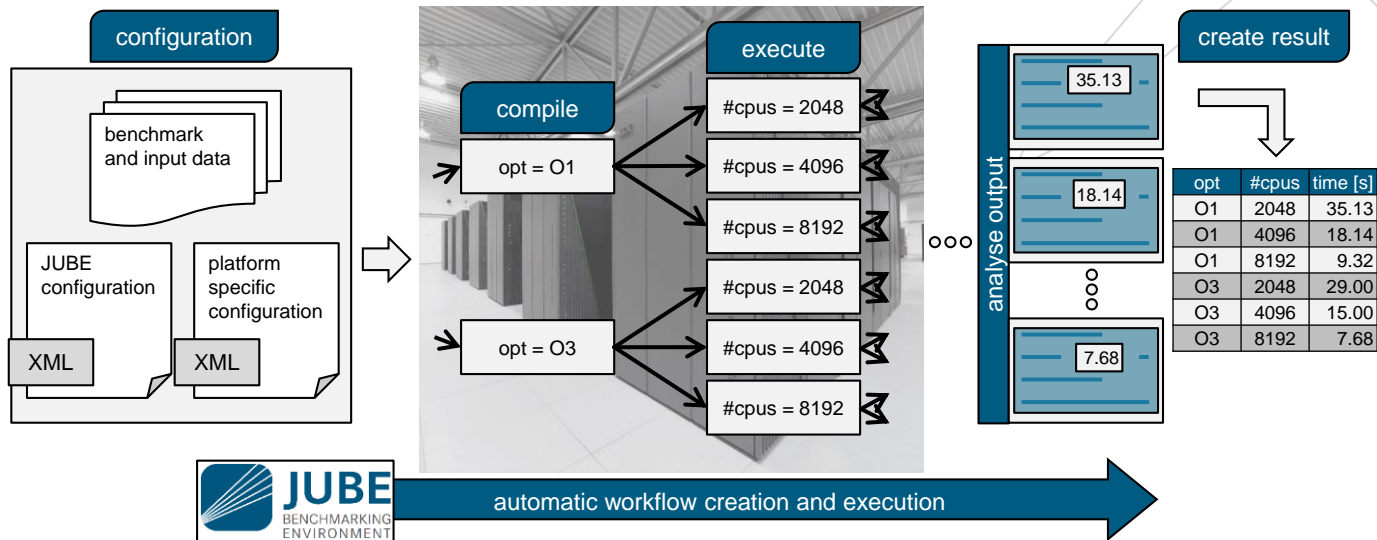 configuration
benchmark
and input data
JUBE
configuration
XML
platform
specific
configuration
XML
compile
opt = O1
opt = O3
execute
#cpus = 2048
#cpus = 4096
#cpus = 8192
#cpus = 2048
#cpus = 4096
#cpus = 8192
analyse output
35.13
18.14
7.68
create result
opt #cpus time [s]
O1 2048 35.13
O1 4096 18.14
O1 8192 9.32
O3 2048 29.00
O3 4096 15.00
O3 8192 7.68
JUBE
BENCHMARKING
ENVIRONMENT
automatic workflow creation and execution